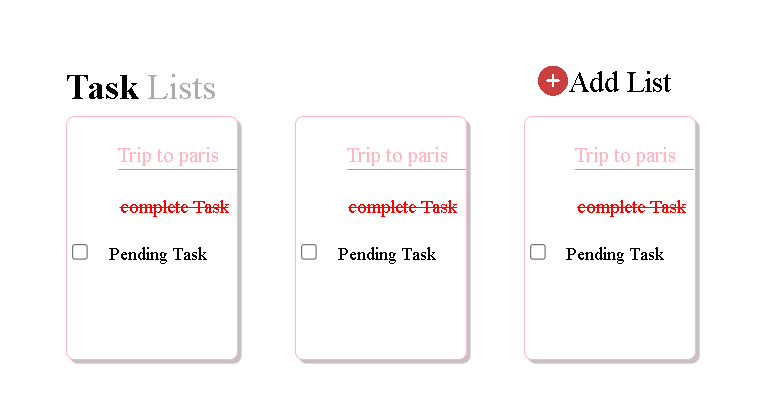 Task Lists
Add List
Trip to paris
complete Task
Pending Task
Trip to paris
complete Task
Pending Task
Trip to paris
complete Task
Pending Task